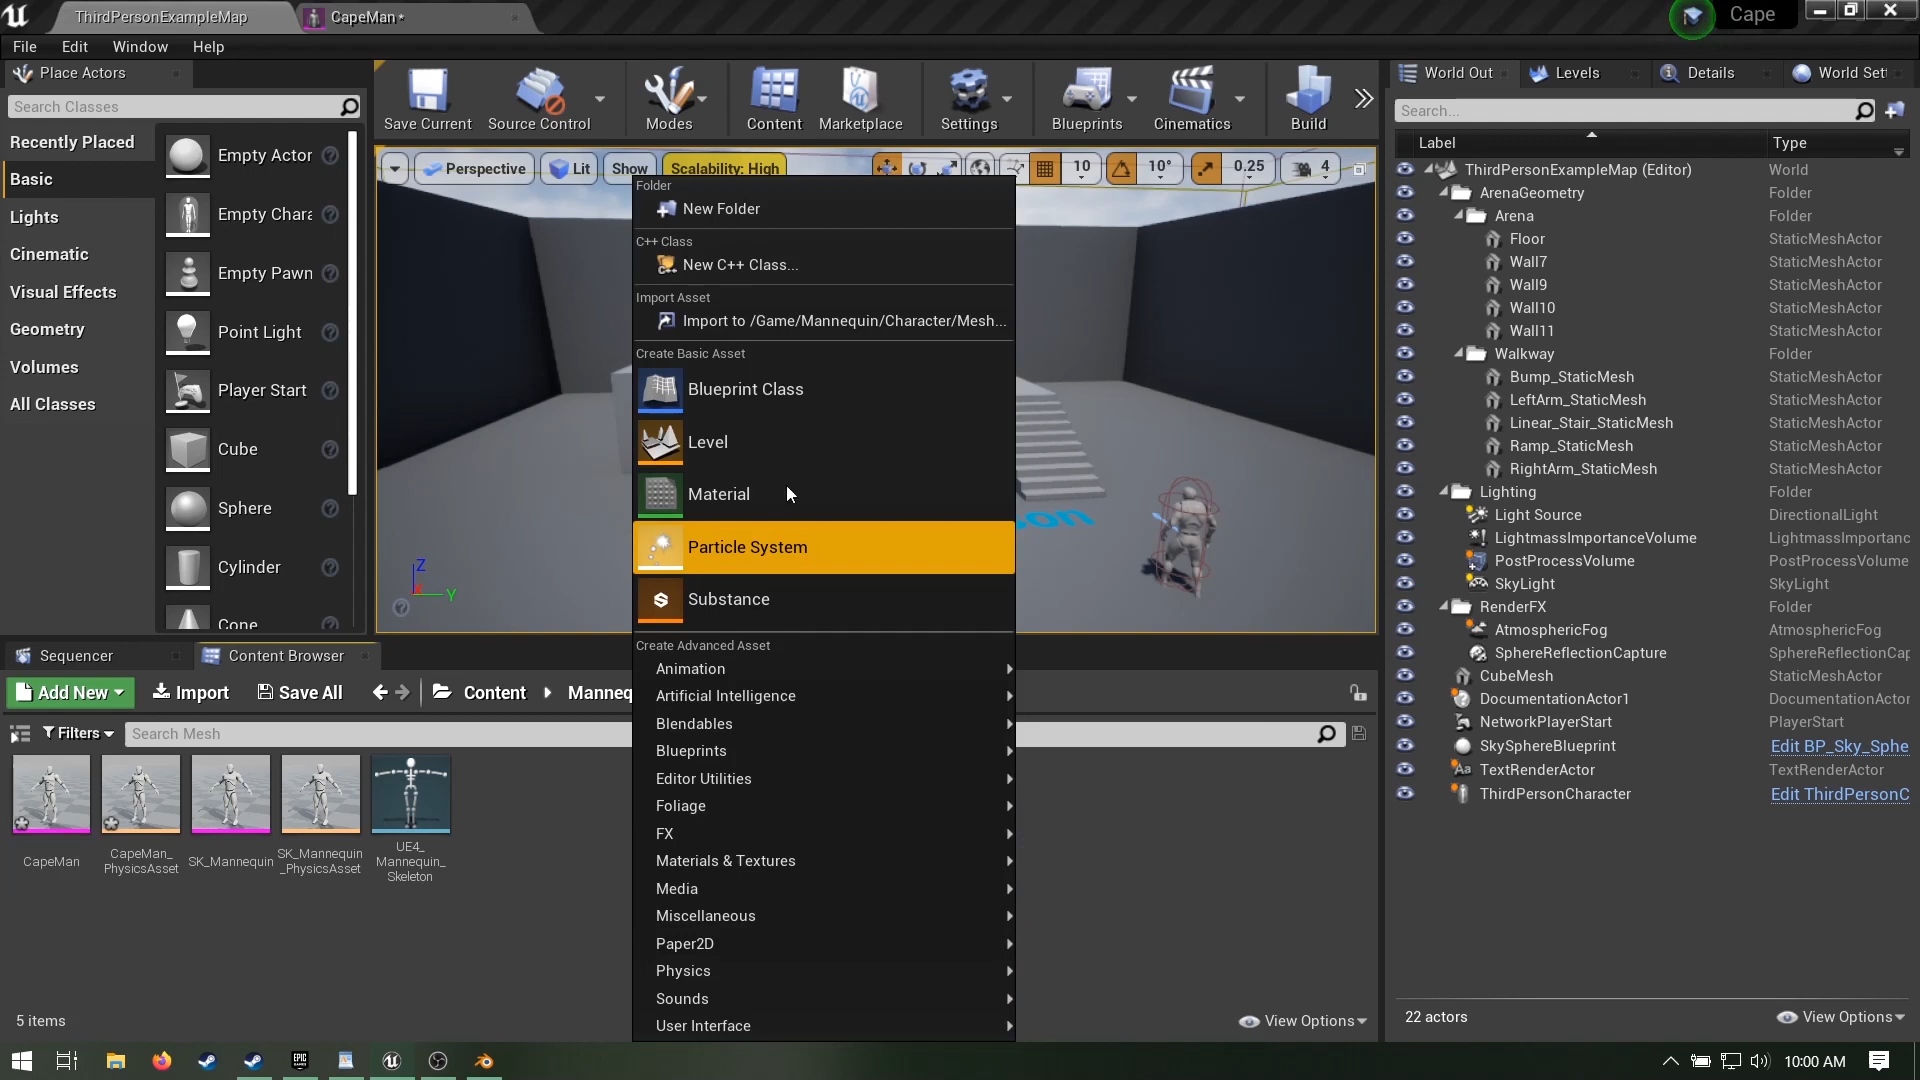 ThirdPersonExampleMap
CapeMan*
Cape
File Edit Window Help
Place Actors
Search Classes
Recently Placed
Basic
Lights
Cinematic
Visual Effects
Geometry
Volumes
All Classes
Empty Actor
Empty Chara
Empty Pawn
Point Light
Player Start
Cube
Sphere
Cylinder
Cone
Save Current
Source Control
Modes
Content
Marketplace
Settings
Blueprints
Cinematics
Build
Perspective Lit Show Scalability: High 10 10° 0.25 4
Folder
New Folder
C++ Class
New C++ Class...
Import Asset
Import to /Game/Mannequin/Character/Mesh...
Create Basic Asset
Blueprint Class
Level
Material
Particle System
Substance
Create Advanced Asset
Animation
Artificial Intelligence
Blendables
Blueprints
Editor Utilities
Foliage
FX
Materials & Textures
Media
Miscellaneous
Paper2D
Physics
Sounds
User Interface
Z
Y
on
Sequencer
Content Browser
Add New Import Save All Content Manneq
Filters
Search Mesh
CapeMan
CapeMan_
PhysicsAsset
SK_Mannequin
SK_Mannequin
_PhysicsAsset
UE4_
Mannequin_
Skeleton
5 items
View Options
World Out
Levels
Details
World Set
Search...
Label Type
ThirdPersonExampleMap (Editor) World
ArenaGeometry Folder
Arena Folder
Floor StaticMeshActor
Wall7 StaticMeshActor
Wall9 StaticMeshActor
Wall10 StaticMeshActor
Wall11 StaticMeshActor
Walkway Folder
Bump_StaticMesh StaticMeshActor
LeftArm_StaticMesh StaticMeshActor
Linear_Stair_StaticMesh StaticMeshActor
Ramp_StaticMesh StaticMeshActor
RightArm_StaticMesh StaticMeshActor
Lighting Folder
Light Source DirectionalLight
LightmassImportanceVolume LightmassImportanc
PostProcessVolume PostProcessVolume
SkyLight SkyLight
RenderFX Folder
AtmosphericFog AtmosphericFog
SphereReflectionCapture SphereReflectionCap
CubeMesh StaticMeshActor
DocumentationActor1 DocumentationActor
NetworkPlayerStart PlayerStart
SkySphereBlueprint Edit BP_Sky_Sphe
TextRenderActor TextRenderActor
ThirdPersonCharacter Edit ThirdPersonC
22 actors
View Options
10:00 AM